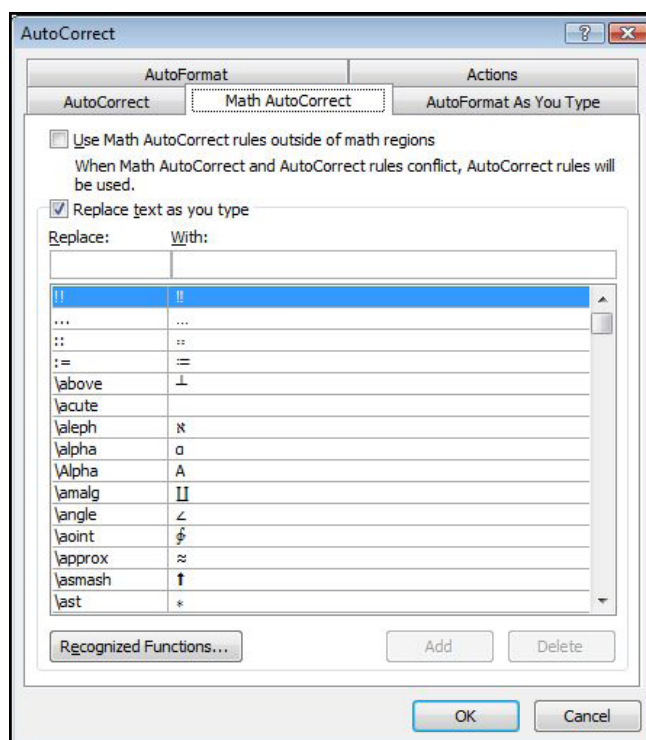 AutoCorrect
AutoFormat Actions
AutoCorrect Math AutoCorrect AutoFormat As You Type
Use Math AutoCorrect rules outside of math regions
When Math AutoCorrect and AutoCorrect rules conflict, AutoCorrect rules will
be used.
Replace text as you type
Replace: With:
!! ‼
... …
:: ∷
:= ≔
\above ┴
\acute
\aleph ℵ
\alpha α
\Alpha Α
\amalg ∐
\angle ∠
\aoint ∳
\approx ≈
\asmash ⬆
\ast ∗
Recognized Functions... Add Delete
OK Cancel